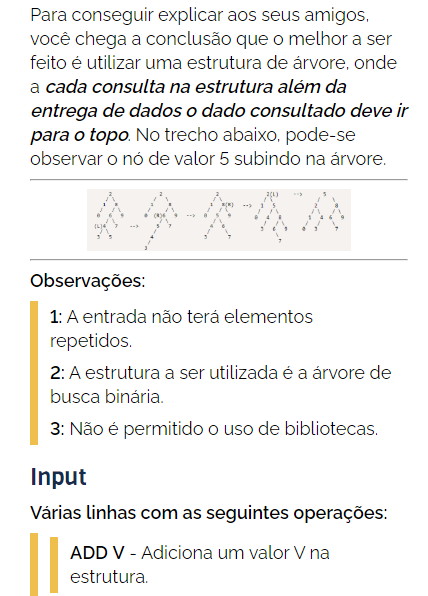 Para conseguir explicar aos seus amigos,
você chega a conclusão que o melhor a ser
feito é utilizar uma estrutura de árvore, onde
a cada consulta na estrutura além da
entrega de dados o dado consultado deve ir
para o topo. No trecho abaixo, pode-se
observar o nó de valor 5 subindo na árvore.
Observações:
1: A entrada não terá elementos
repetidos.
2: A estrutura a ser utilizada é a árvore de
busca binária.
3: Não é permitido o uso de bibliotecas.
Input
Várias linhas com as seguintes operações:
ADD V - Adiciona um valor V na
estrutura.